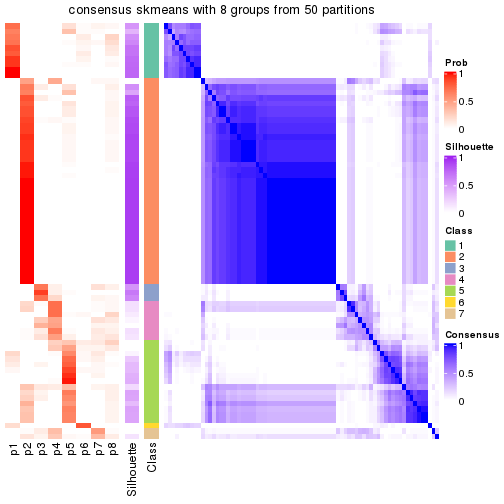 consensus skmeans with 8 groups from 50 partitions
Prob
1
0.5
0
Silhouette
1
0.5
0
Class
1
2
3
4
5
6
7
Consensus
1
0.5
0
p1
p2
p3
p4
p5
p6
p7
p8
Silhouette
Class